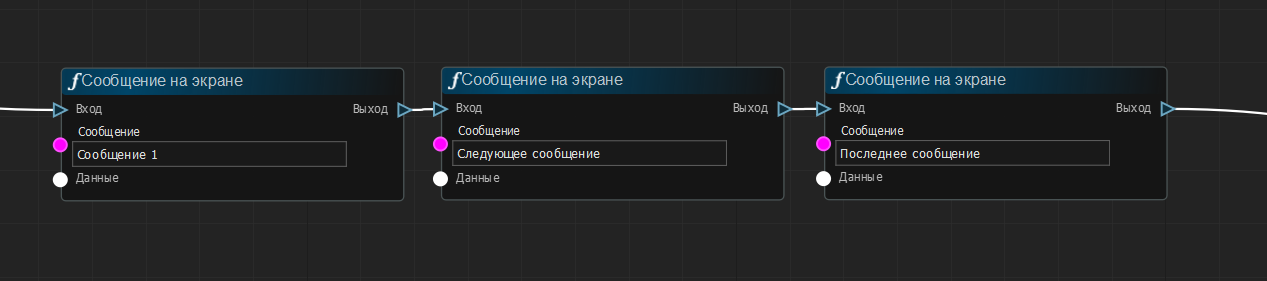 f Сообщение на экране
Вход Выход
Сообщение
Сообщение 1
Данные
f Сообщение на экране
Вход Выход
Сообщение
Следующее сообщение
Данные
f Сообщение на экране
Вход Выход
Сообщение
Последнее сообщение
Данные